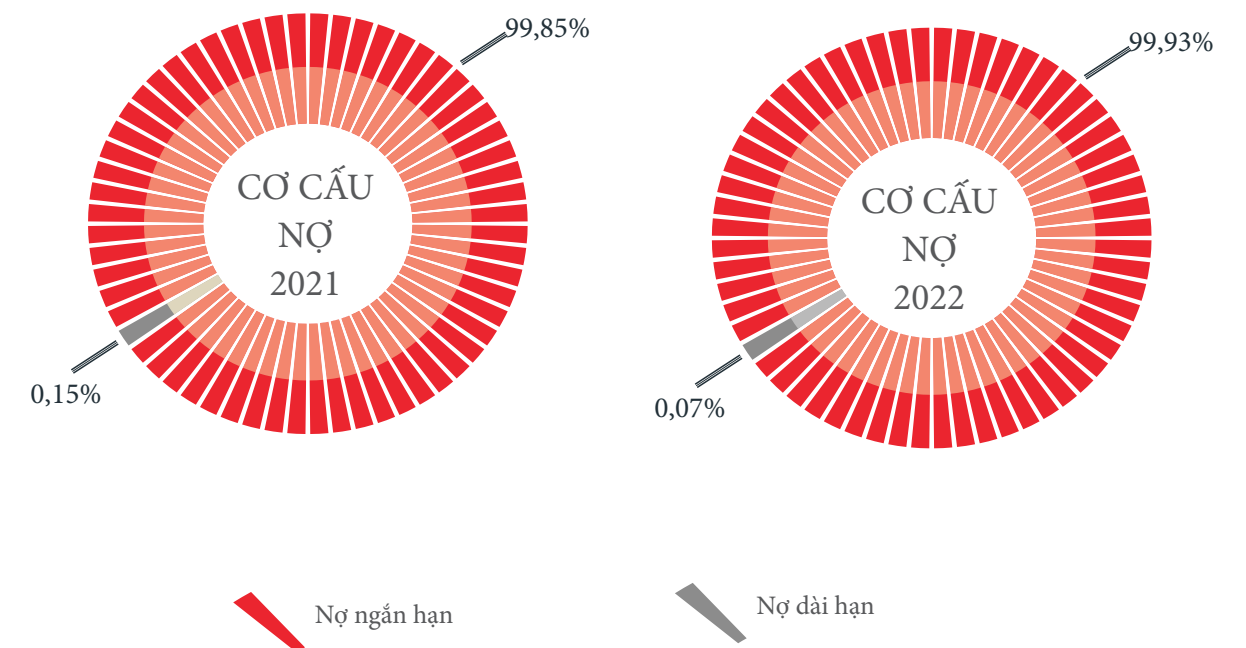 99,85%
CƠ CẤU
NỢ
2021
0,15%
99,93%
CƠ CẤU
NỢ
2022
0,07%
Nợ ngắn hạn
Nợ dài hạn